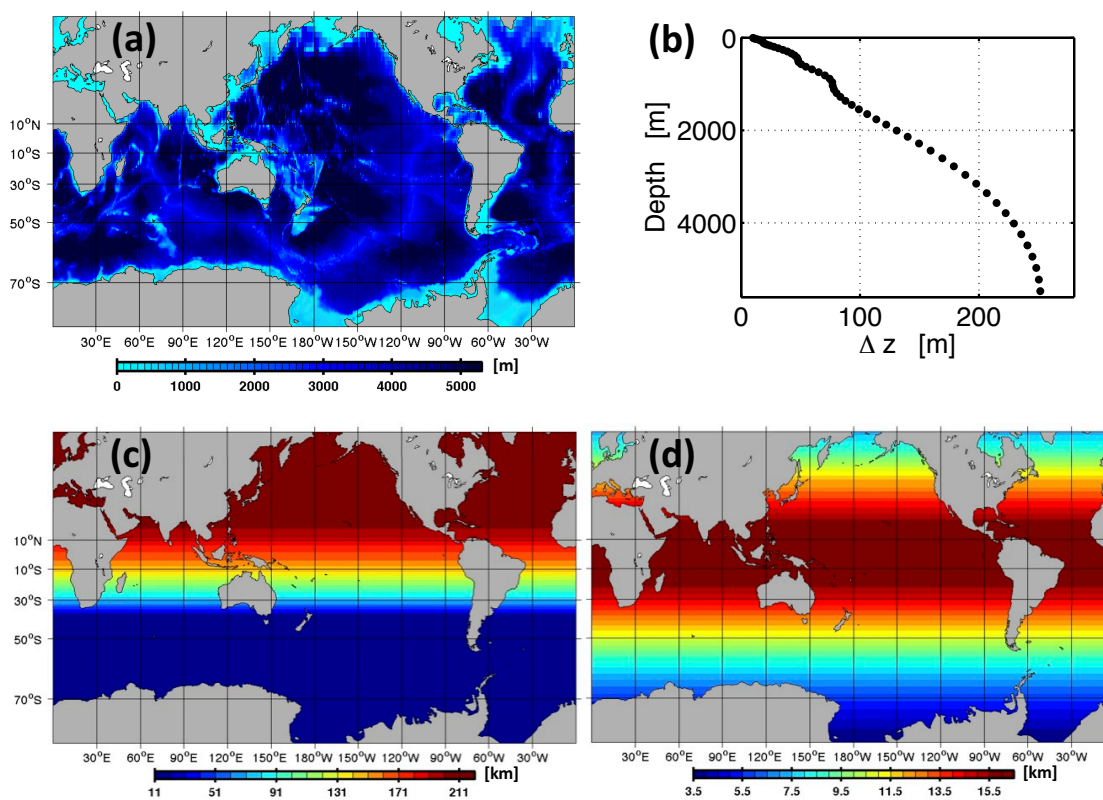 (a)
10°N
10°S
30°S
50°S
70°S
30°E 60°E 90°E 120°E 150°E 180°W 150°W 120°W 90°W 60°W 30°W
0 1000 2000 3000 4000 5000 [m]
(b)
0
2000
4000
Depth [m]
0 100 200
Δ z [m]
(c)
10°N
10°S
30°S
50°S
70°S
30°E 60°E 90°E 120°E 150°E 180°W 150°W 120°W 90°W 60°W 30°W
[km]
11 51 91 131 171 211
(d)
30°E 60°E 90°E 120°E 150°E 180°W 150°W 120°W 90°W 60°W 30°W
[km]
3.5 5.5 7.5 9.5 11.5 13.5 15.5